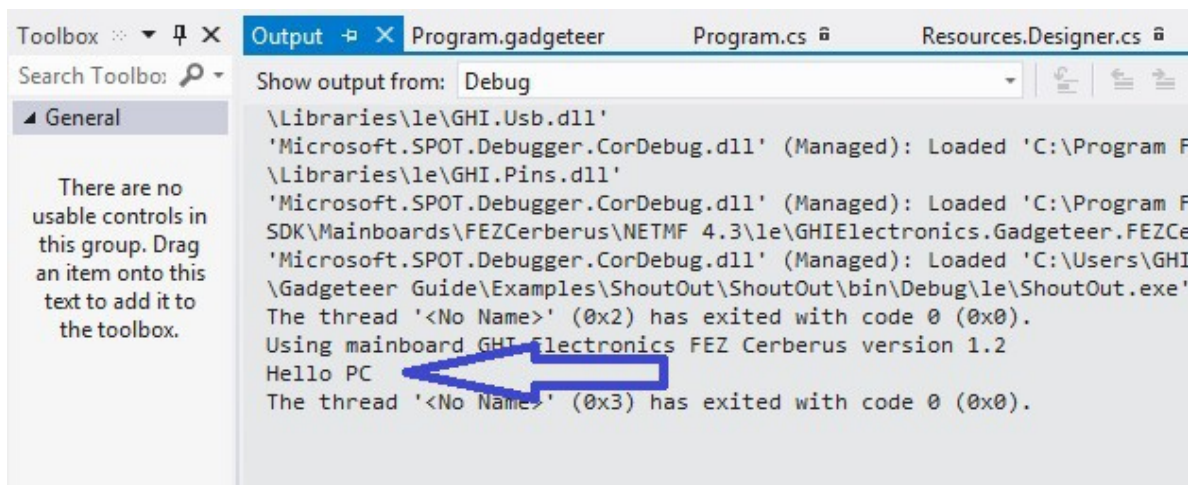 Toolbox
Output Program.gadgeteer Program.cs Resources.Designer.cs
Search Toolbo
Show output from: Debug
General
There are no
usable controls in
this group. Drag
an item onto this
text to add it to
the toolbox.
\Libraries\le\GHI.Usb.dll'
'Microsoft.SPOT.Debugger.CorDebug.dll' (Managed): Loaded 'C:\Program F
\Libraries\le\GHI.Pins.dll'
'Microsoft.SPOT.Debugger.CorDebug.dll' (Managed): Loaded 'C:\Program F
SDK\Mainboards\FEZCerberus\NETMF 4.3\le\GHIElectronics.Gadgeteer.FEZCe
'Microsoft.SPOT.Debugger.CorDebug.dll' (Managed): Loaded 'C:\Users\GHI
\Gadgeteer Guide\Examples\ShoutOut\ShoutOut\bin\Debug\le\ShoutOut.exe'
The thread '<No Name>' (0x2) has exited with code 0 (0x0).
Using mainboard GHI Electronics FEZ Cerberus version 1.2
Hello PC
The thread '<No Name>' (0x3) has exited with code 0 (0x0).